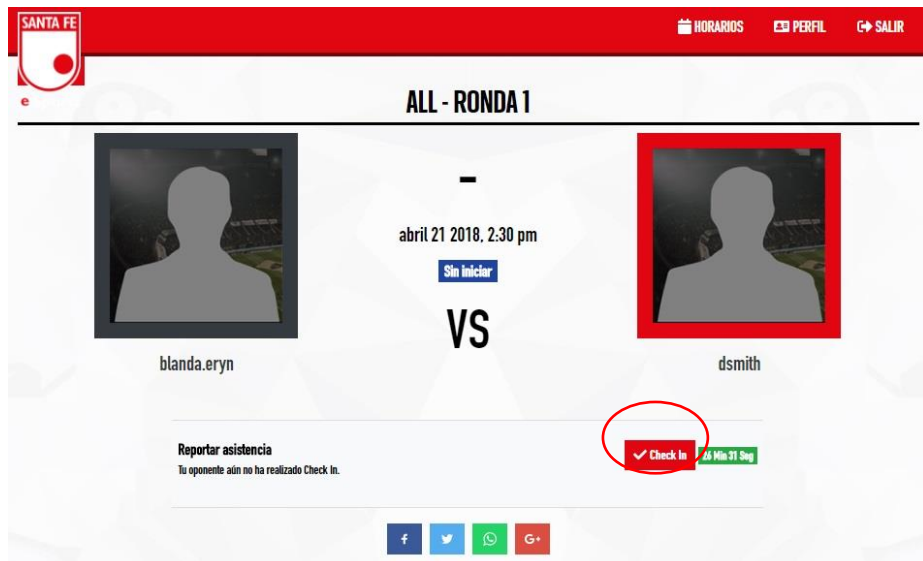 SANTA FE
e
HORARIOS PERFIL SALIR
ALL - RONDA 1
-
abril 21 2018, 2:30 pm
Sin iniciar
VS
blanda.eryn
dsmith
Reportar asistencia
Tu oponente aún no ha realizado Check In.
Check In 26 Min 31 Seg
f G+